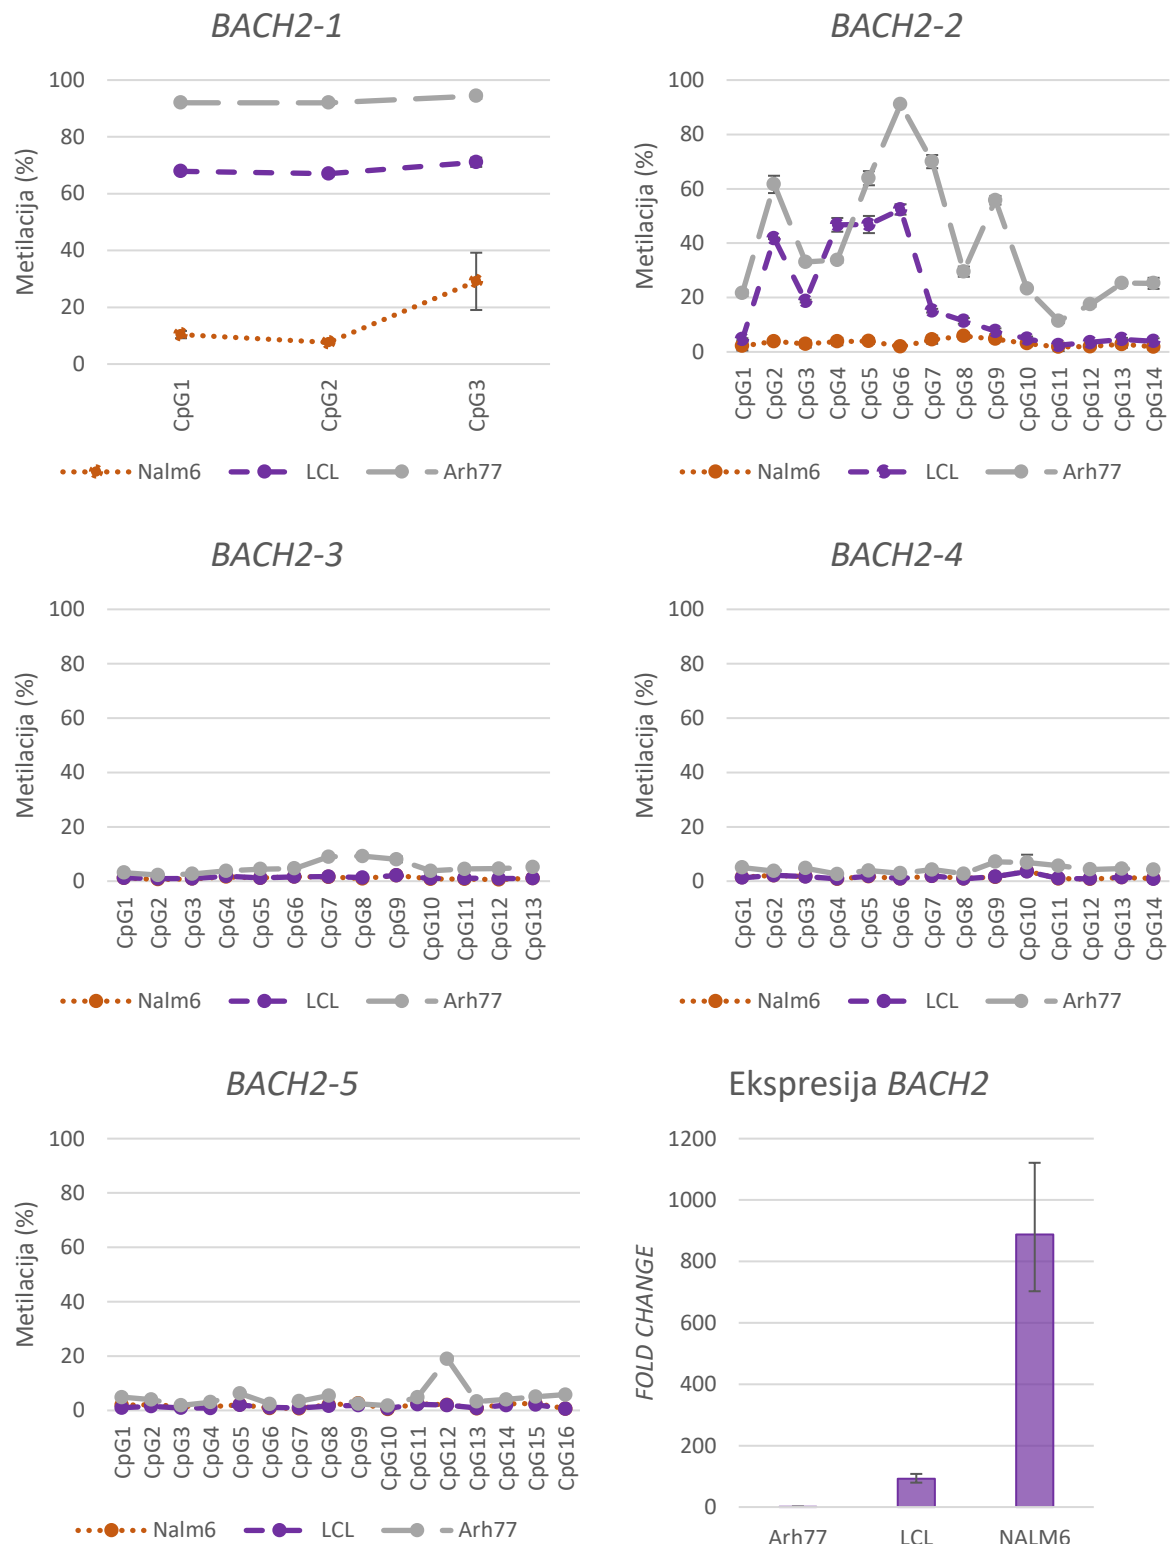 BACH2-1
100
80
60
40
20
0
Metilacija (%)
CpG1
CpG2
CpG3
Nalm6 LCL Arh77
BACH2-2
100
80
60
40
20
0
Metilacija (%)
CpG1
CpG2
CpG3
CpG4
CpG5
CpG6
CpG7
CpG8
CpG9
CpG10
CpG11
CpG12
CpG13
CpG14
Nalm6 LCL Arh77
BACH2-3
100
80
60
40
20
0
Metilacija (%)
CpG1
CpG2
CpG3
CpG4
CpG5
CpG6
CpG7
CpG8
CpG9
CpG10
CpG11
CpG12
CpG13
Nalm6 LCL Arh77
BACH2-4
100
80
60
40
20
0
Metilacija (%)
CpG1
CpG2
CpG3
CpG4
CpG5
CpG6
CpG7
CpG8
CpG9
CpG10
CpG11
CpG12
CpG13
CpG14
Nalm6 LCL Arh77
BACH2-5
100
80
60
40
20
0
Metilacija (%)
CpG1
CpG2
CpG3
CpG4
CpG5
CpG6
CpG7
CpG8
CpG9
CpG10
CpG11
CpG12
CpG13
CpG14
CpG15
CpG16
Nalm6 LCL Arh77
Ekspresija BACH2
1200
1000
800
600
400
200
0
FOLD CHANGE
Arh77 LCL NALM6